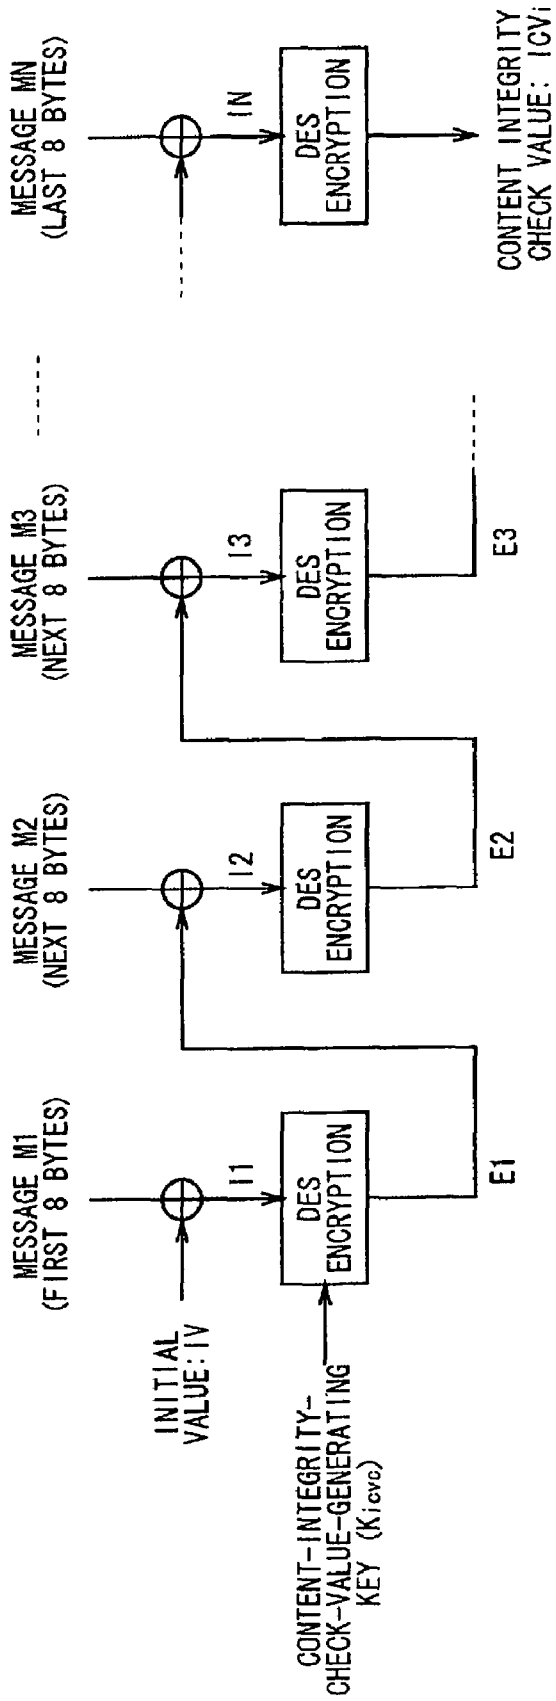 MESSAGE M1
(FIRST 8 BYTES)
MESSAGE M2
(NEXT 8 BYTES)
MESSAGE M3
(NEXT 8 BYTES)
MESSAGE MN
(LAST 8 BYTES)
INITIAL
VALUE:IV
I1
I2
I3
IN
CONTENT-INTEGRITY-
CHECK-VALUE-GENERATING
KEY (Kicvc)
DES
ENCRYPTION
DES
ENCRYPTION
DES
ENCRYPTION
DES
ENCRYPTION
E1
E2
E3
CONTENT INTEGRITY
CHECK VALUE: ICVi